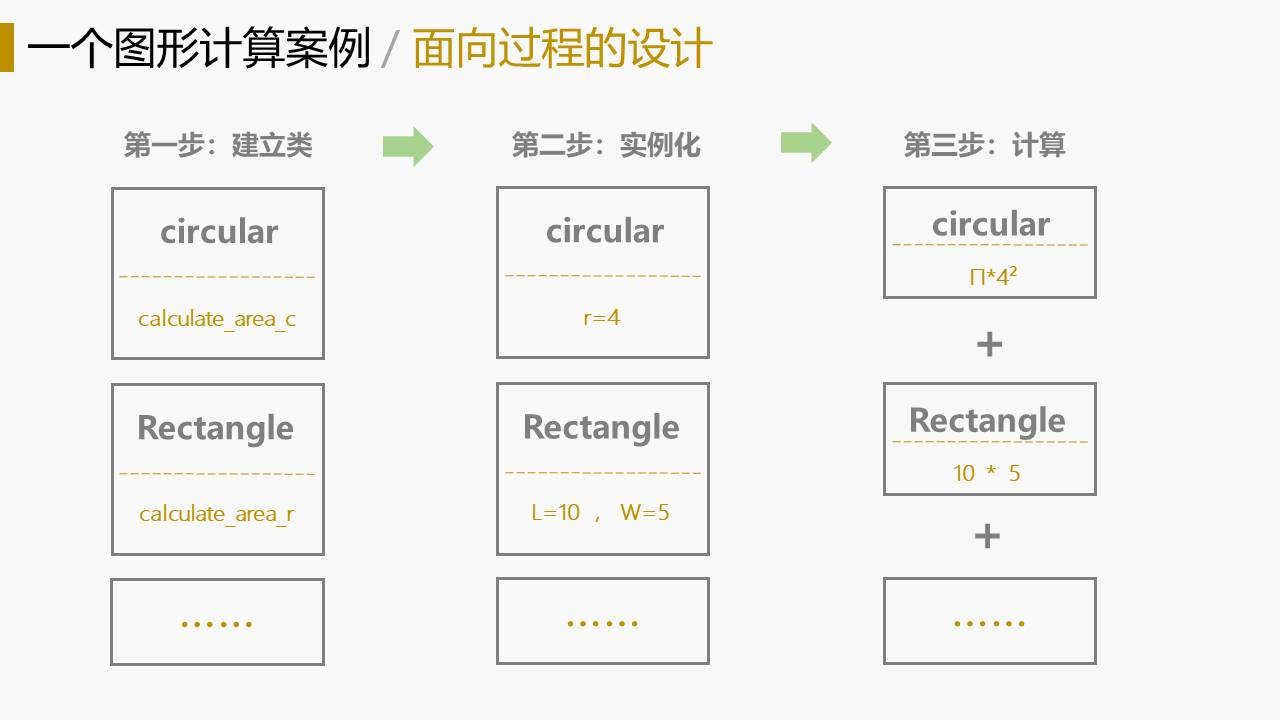 一个图形计算案例 / 面向过程的设计
第一步：建立类
circular
calculate_area_c
Rectangle
calculate_area_r
……
第二步：实例化
circular
r=4
Rectangle
L=10 ， W=5
……
第三步：计算
circular
Π*4²
+
Rectangle
10 * 5
+
……